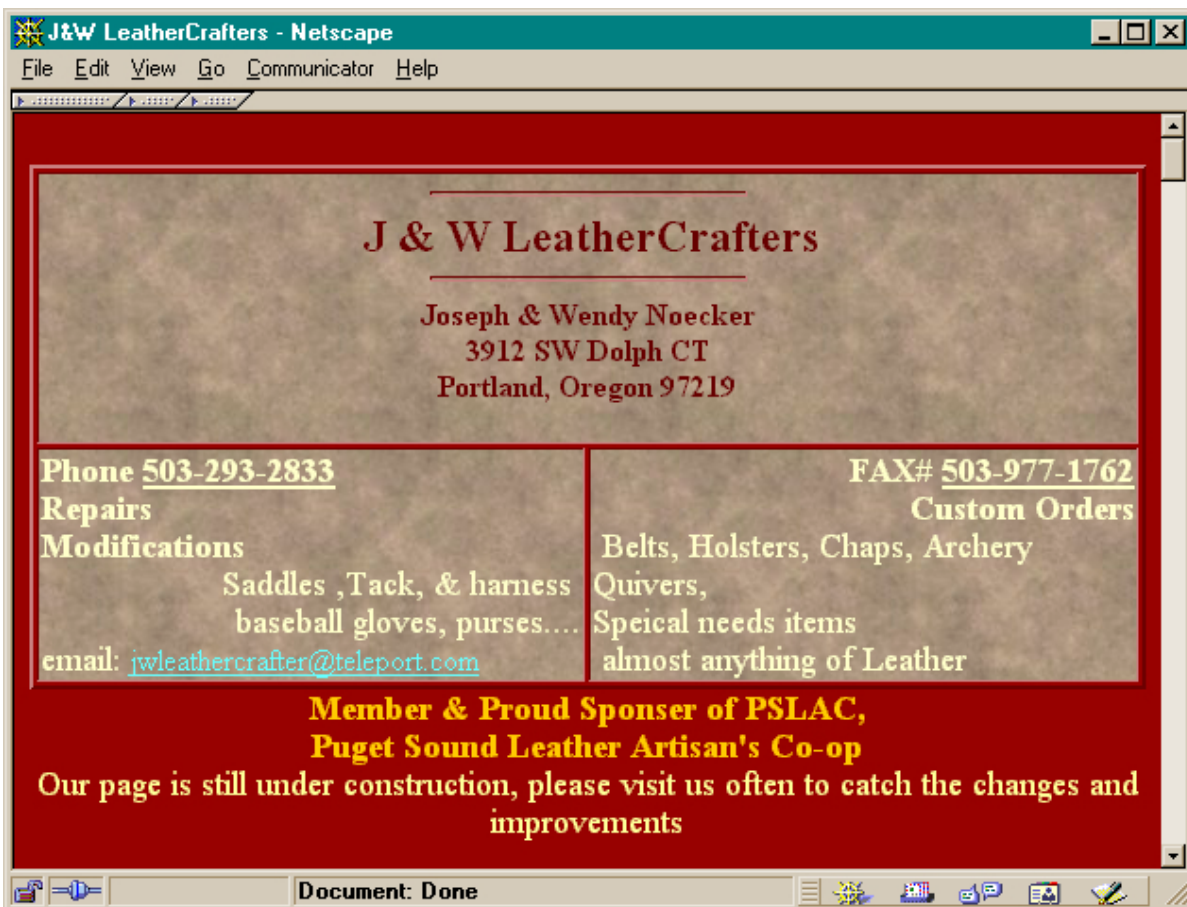 J&W LeatherCrafters - Netscape
File Edit View Go Communicator Help
J & W LeatherCrafters
Joseph & Wendy Noecker
3912 SW Dolph CT
Portland, Oregon 97219
Phone 503-293-2833
Repairs
Modifications
Saddles ,Tack, & harness
baseball gloves, purses....
email: jwleathercrafter@teleport.com
FAX# 503-977-1762
Custom Orders
Belts, Holsters, Chaps, Archery
Quivers,
Speical needs items
almost anything of Leather
Member & Proud Sponser of PSLAC,
Puget Sound Leather Artisan's Co-op
Our page is still under construction, please visit us often to catch the changes and
improvements
Document: Done